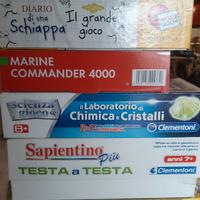 DIARIO
di una
Schiappa
Il grande
gioco
MARINE
COMMANDER 4000
Scienza
gioco
8+
il Laboratorio di
Chimica e Cristalli
Clementoni
Sapientino
Più
anni 7+
TESTA a TESTA
Clementoni